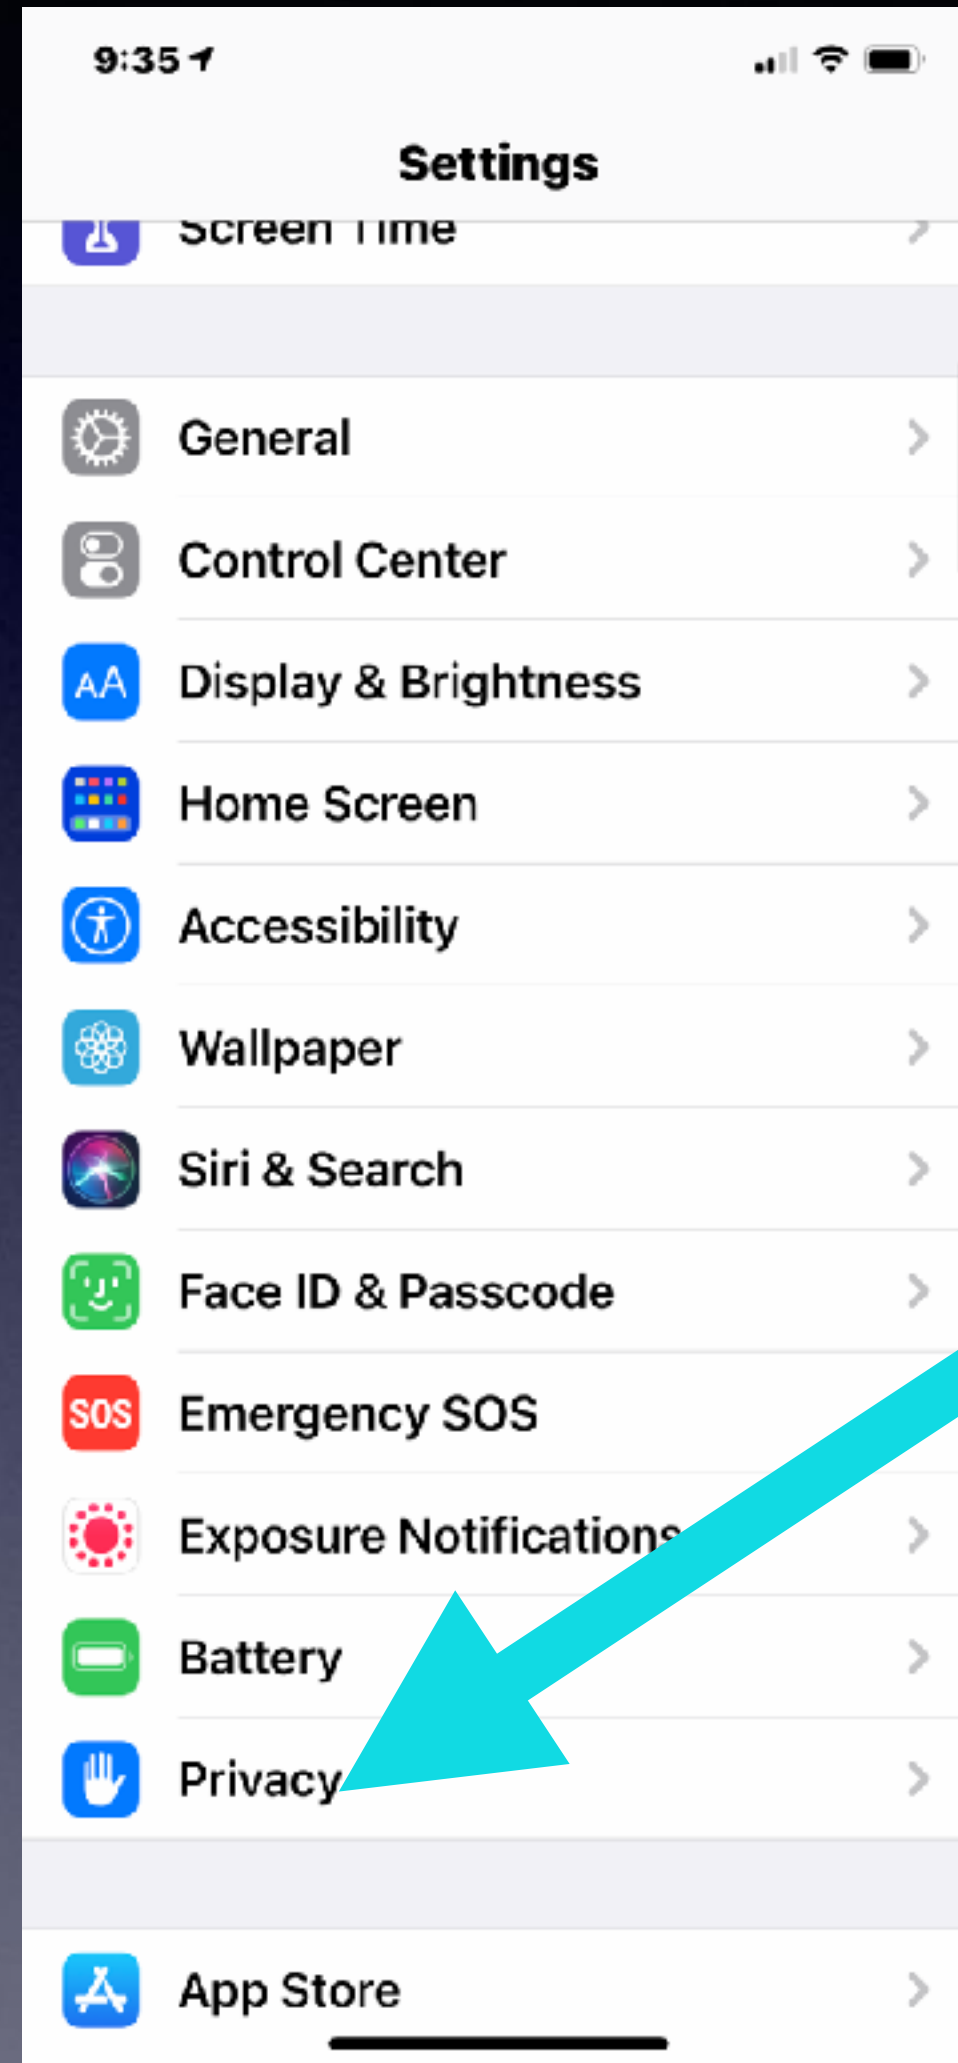 9:35
Settings
Screen Time
General
Control Center
AA
Display & Brightness
Home Screen
Accessibility
Wallpaper
Siri & Search
Face ID & Passcode
SOS
Emergency SOS
Exposure Notifications
Battery
Privacy
App Store